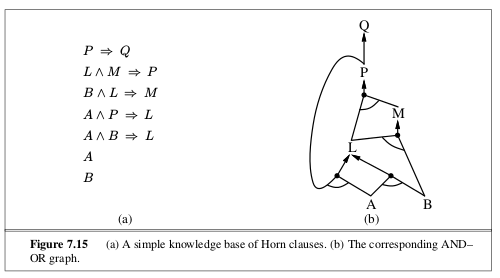 P ⇒ Q
L ∧ M ⇒ P
B ∧ L ⇒ M
A ∧ P ⇒ L
A ∧ B ⇒ L
A
B
(a)
Q
P
M
L
A
B
(b)
Figure 7.15 (a) A simple knowledge base of Horn clauses. (b) The corresponding AND–
OR graph.